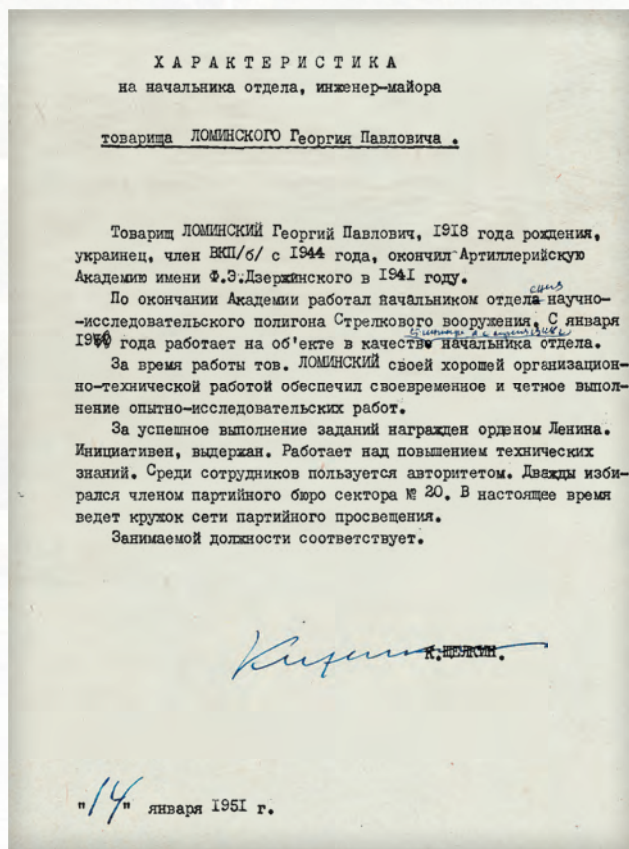 ХАРАКТЕРИСТИКА
на начальника отдела, инженер-майора
товарища ЛОМИНСКОГО Георгия Павловича .
Товарищ ЛОМИНСКИЙ Георгий Павлович, 1918 года рождения,
украинец, член ВКП/б/ с 1944 года, окончил Артиллерийскую
Академию имени Ф.Э.Дзержинского в 1941 году.
По окончании Академии работал начальником отдела научно-
-исследовательского полигона Стрелкового вооружения. С января
года работает на об'екте в качестве начальника отдела.
За время работы тов. ЛОМИНСКИЙ своей хорошей организацион-
но-технической работой обеспечил своевременное и четкое выпол-
нение опытно-исследовательских работ.
За успешное выполнение заданий награжден орденом Ленина.
Инициативен, выдержан. Работает над повышением технических
знаний. Среди сотрудников пользуется авторитетом. Дважды изби-
рался членом партийного бюро сектора № 20. В настоящее время
ведет кружок сети партийного просвещения.
Занимаемой должности соответствует.
К.ЩЕЛКИН.
"14" января 1951 г.